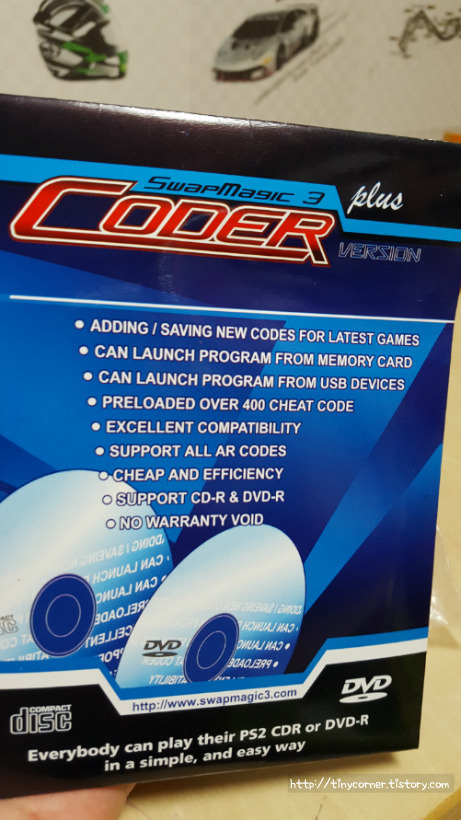 SWAPMAGIC 3
CODER
plus
VERSION
• ADDING / SAVING NEW CODES FOR LATEST GAMES
• CAN LAUNCH PROGRAM FROM MEMORY CARD
• CAN LAUNCH PROGRAM FROM USB DEVICES
• PRELOADED OVER 400 CHEAT CODE
• EXCELLENT COMPATIBILITY
• SUPPORT ALL AR CODES
• CHEAP AND EFFICIENCY
• SUPPORT CD-R & DVD-R
• NO WARRANTY VOID
DVD
http://www.swapmagic3.com
COMPACT
disc
DVD
Everybody can play their PS2 CDR or DVD-R
in a simple, and easy way
http://tinycorner.tistory.com